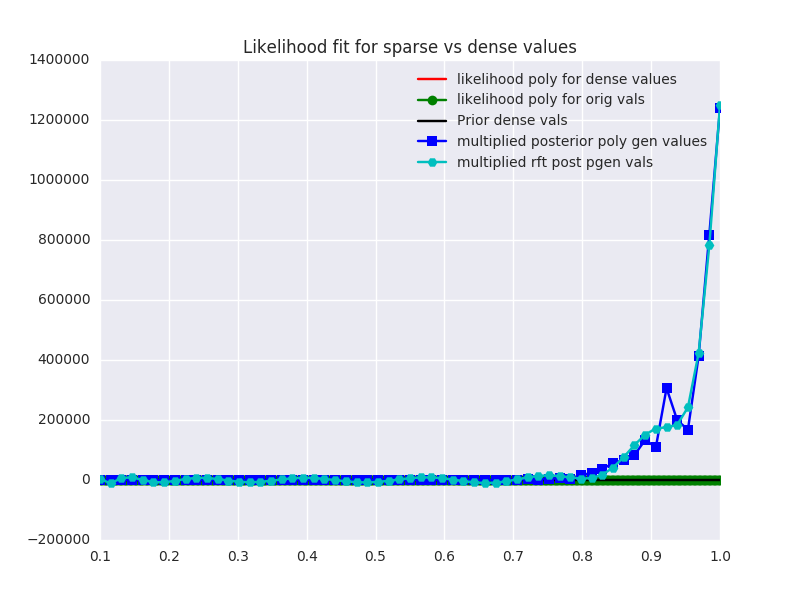 Likelihood fit for sparse vs dense values
1400000
1200000
1000000
800000
600000
400000
200000
0
−200000
likelihood poly for dense values
likelihood poly for orig vals
Prior dense vals
multiplied posterior poly gen values
multiplied rft post pgen vals
0.1 0.2 0.3 0.4 0.5 0.6 0.7 0.8 0.9 1.0